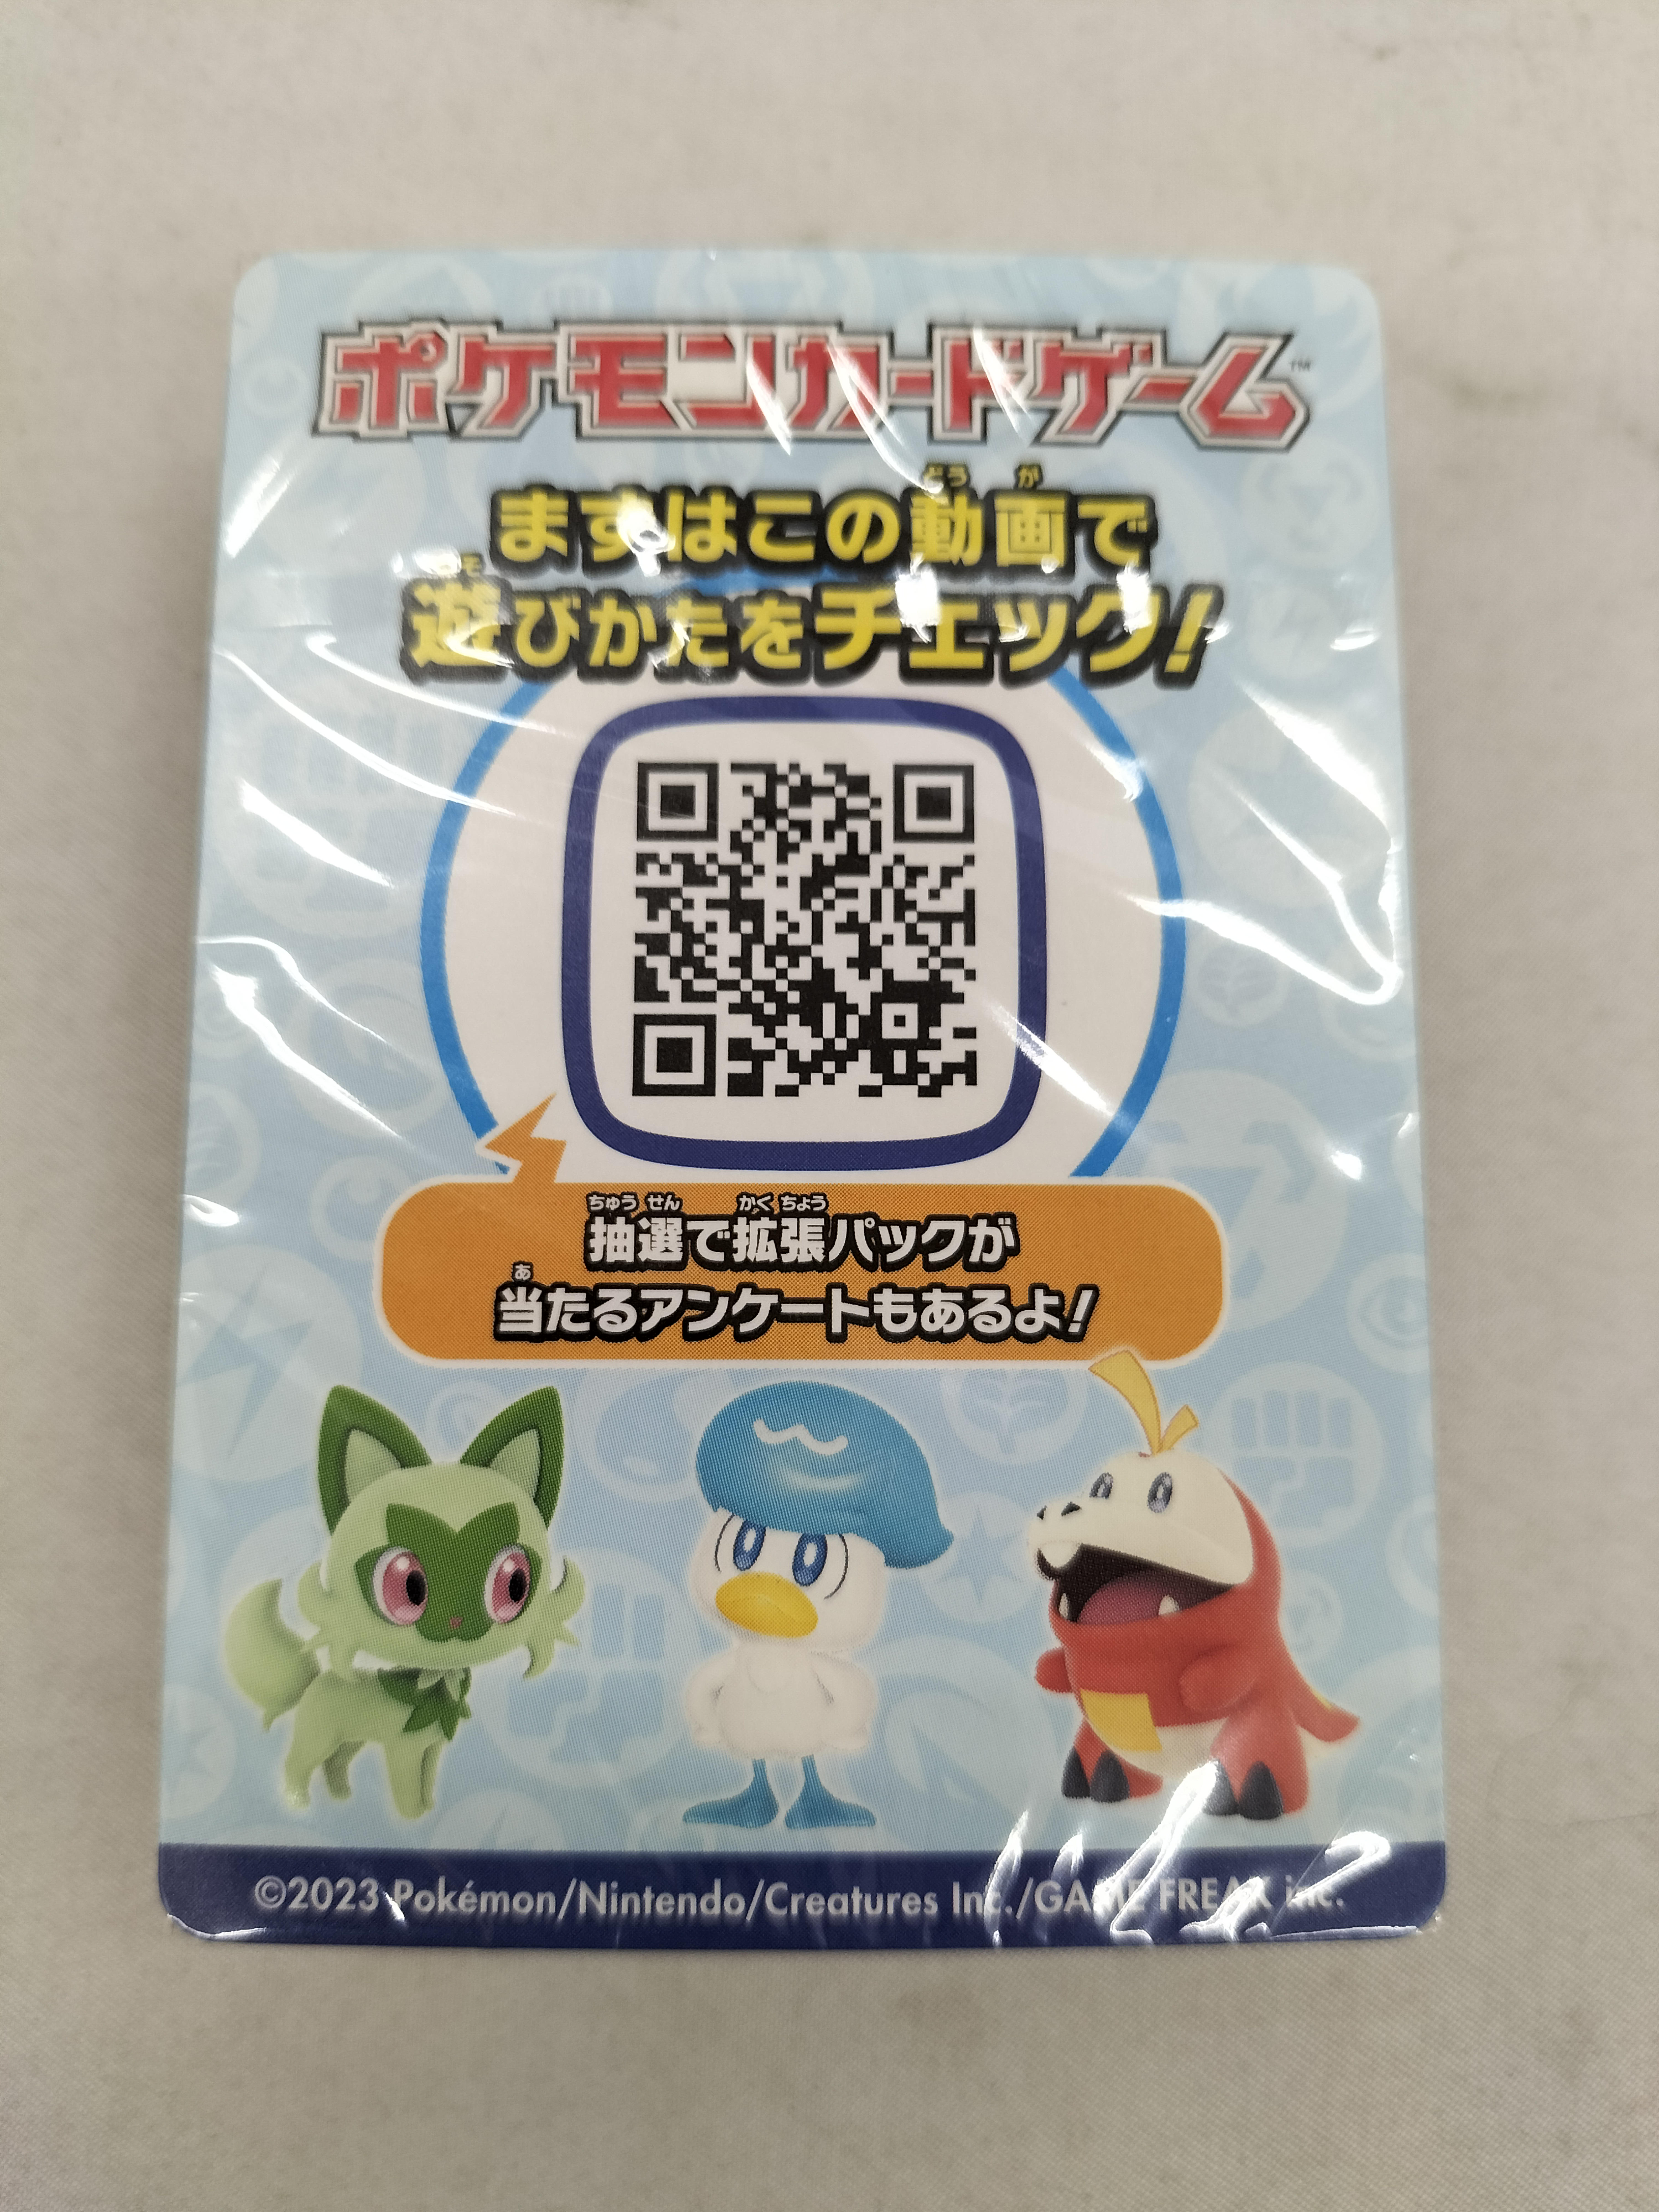 ポケモンカードゲーム™
まずはこの動画で
どうが
遊びかたをチェック!
抽選で拡張パックが
ちゅうせん かくちょう
当たるアンケートもあるよ!
あ
©2023 Pokémon/Nintendo/Creatures Inc./GAME FREAK inc.